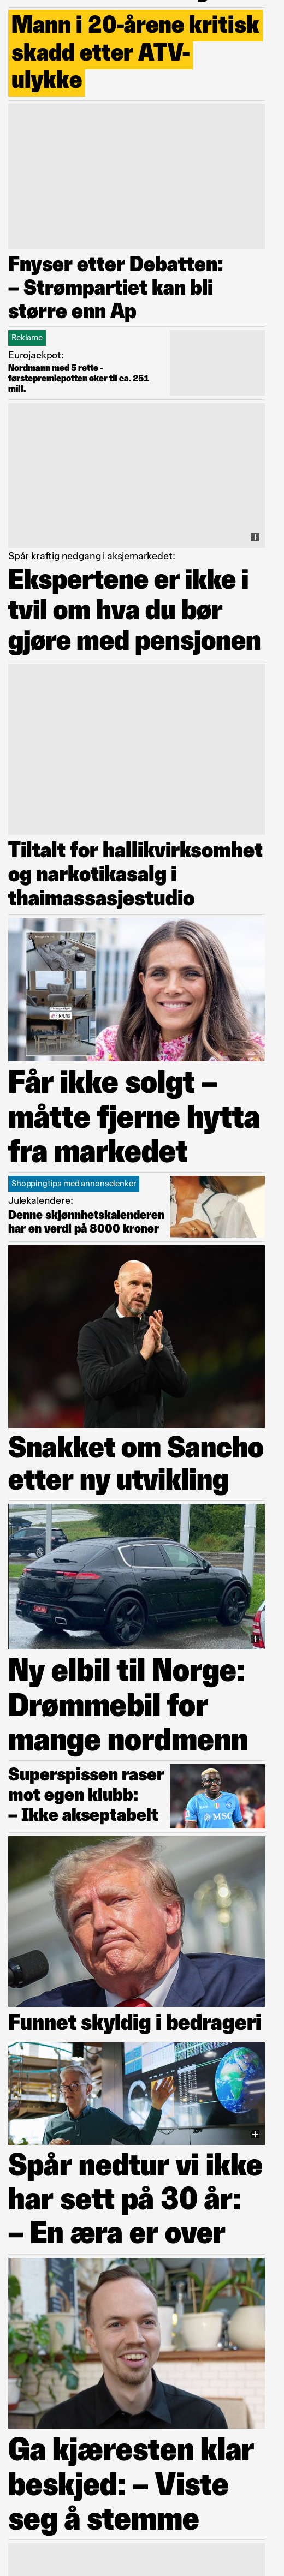 Mann i 20-årene kritisk
skadd etter ATV-
ulykke
Fnyser etter Debatten:
– Strømpartiet kan bli
større enn Ap
Reklame
Eurojackpot:
Nordmann med 5 rette -
førstepremiepotten øker til ca. 251
mill.
Spår kraftig nedgang i aksjemarkedet:
Ekspertene er ikke i
tvil om hva du bør
gjøre med pensjonen
Tiltalt for hallikvirksomhet
og narkotikasalg i
thaimassasjestudio
Får ikke solgt –
måtte fjerne hytta
fra markedet
Shoppingtips med annonselenker
Julekalendere:
Denne skjønnhetskalenderen
har en verdi på 8000 kroner
Snakket om Sancho
etter ny utvikling
Ny elbil til Norge:
Drømmebil for
mange nordmenn
Superspissen raser
mot egen klubb:
– Ikke akseptabelt
MSC
Funnet skyldig i bedrageri
Spår nedtur vi ikke
har sett på 30 år:
– En æra er over
Ga kjæresten klar
beskjed: – Viste
seg å stemme